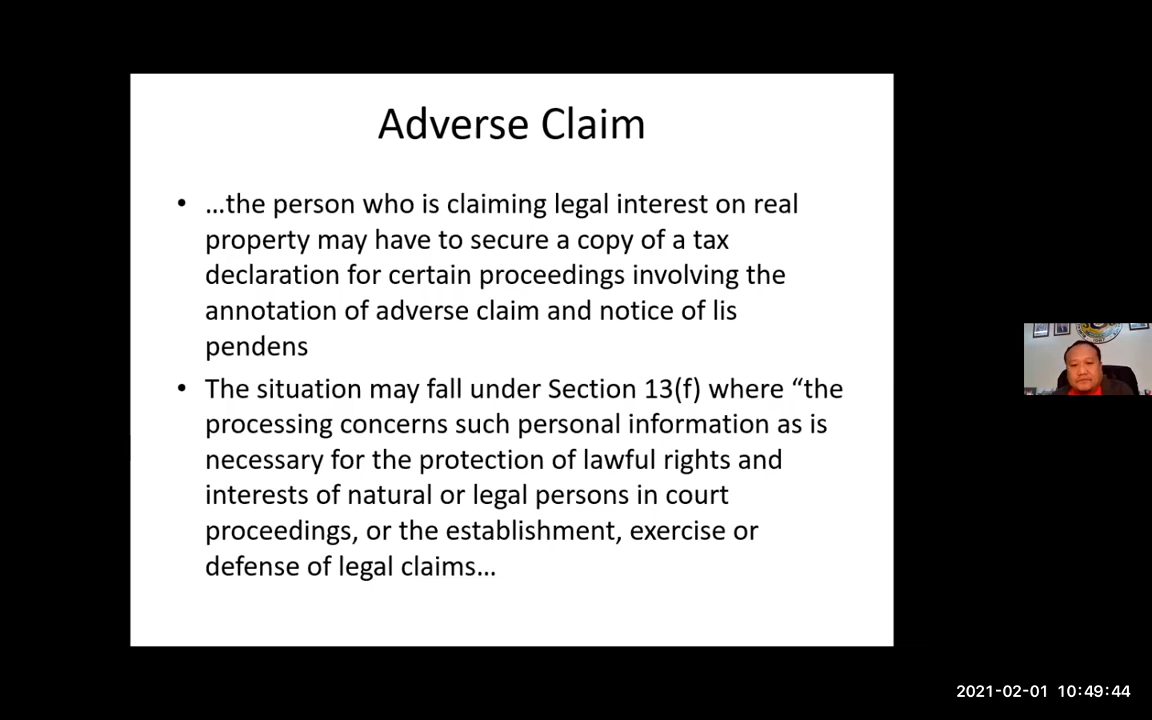 Adverse Claim
• …the person who is claiming legal interest on real
property may have to secure a copy of a tax
declaration for certain proceedings involving the
annotation of adverse claim and notice of lis
pendens
• The situation may fall under Section 13(f) where “the
processing concerns such personal information as is
necessary for the protection of lawful rights and
interests of natural or legal persons in court
proceedings, or the establishment, exercise or
defense of legal claims…
2021-02-01 10:49:44